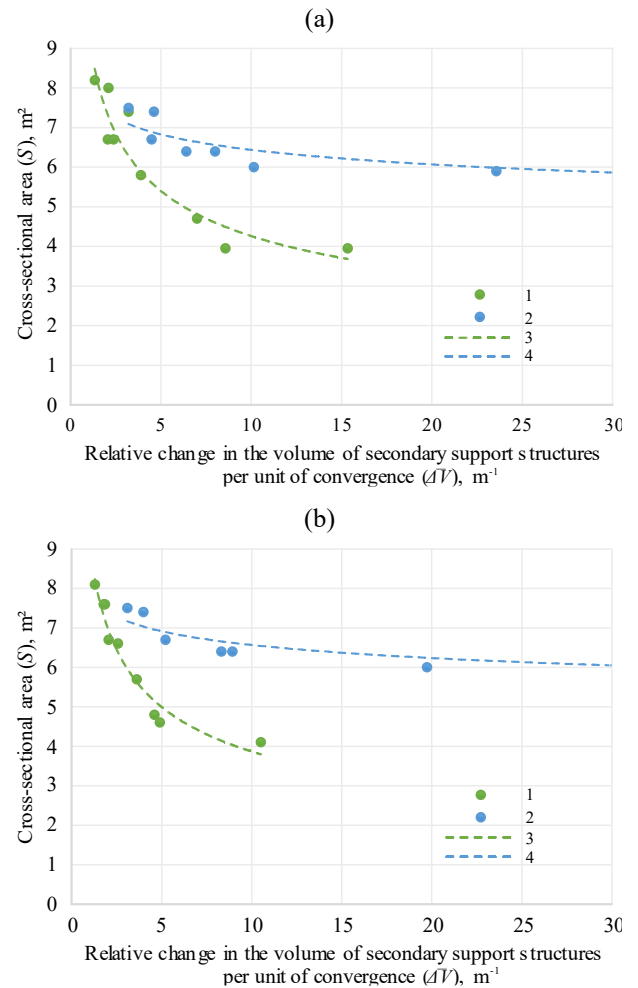 (a)
9
8
7
6
5
4
3
2
1
0
Cross-sectional area (S), m²
0 5 10 15 20 25 30
1
2
3
4
Relative change in the volume of secondary support structures
per unit of convergence (ΔV̅), m⁻¹
(b)
9
8
7
6
5
4
3
2
1
0
Cross-sectional area (S), m²
0 5 10 15 20 25 30
1
2
3
4
Relative change in the volume of secondary support structures
per unit of convergence (ΔV̅), m⁻¹